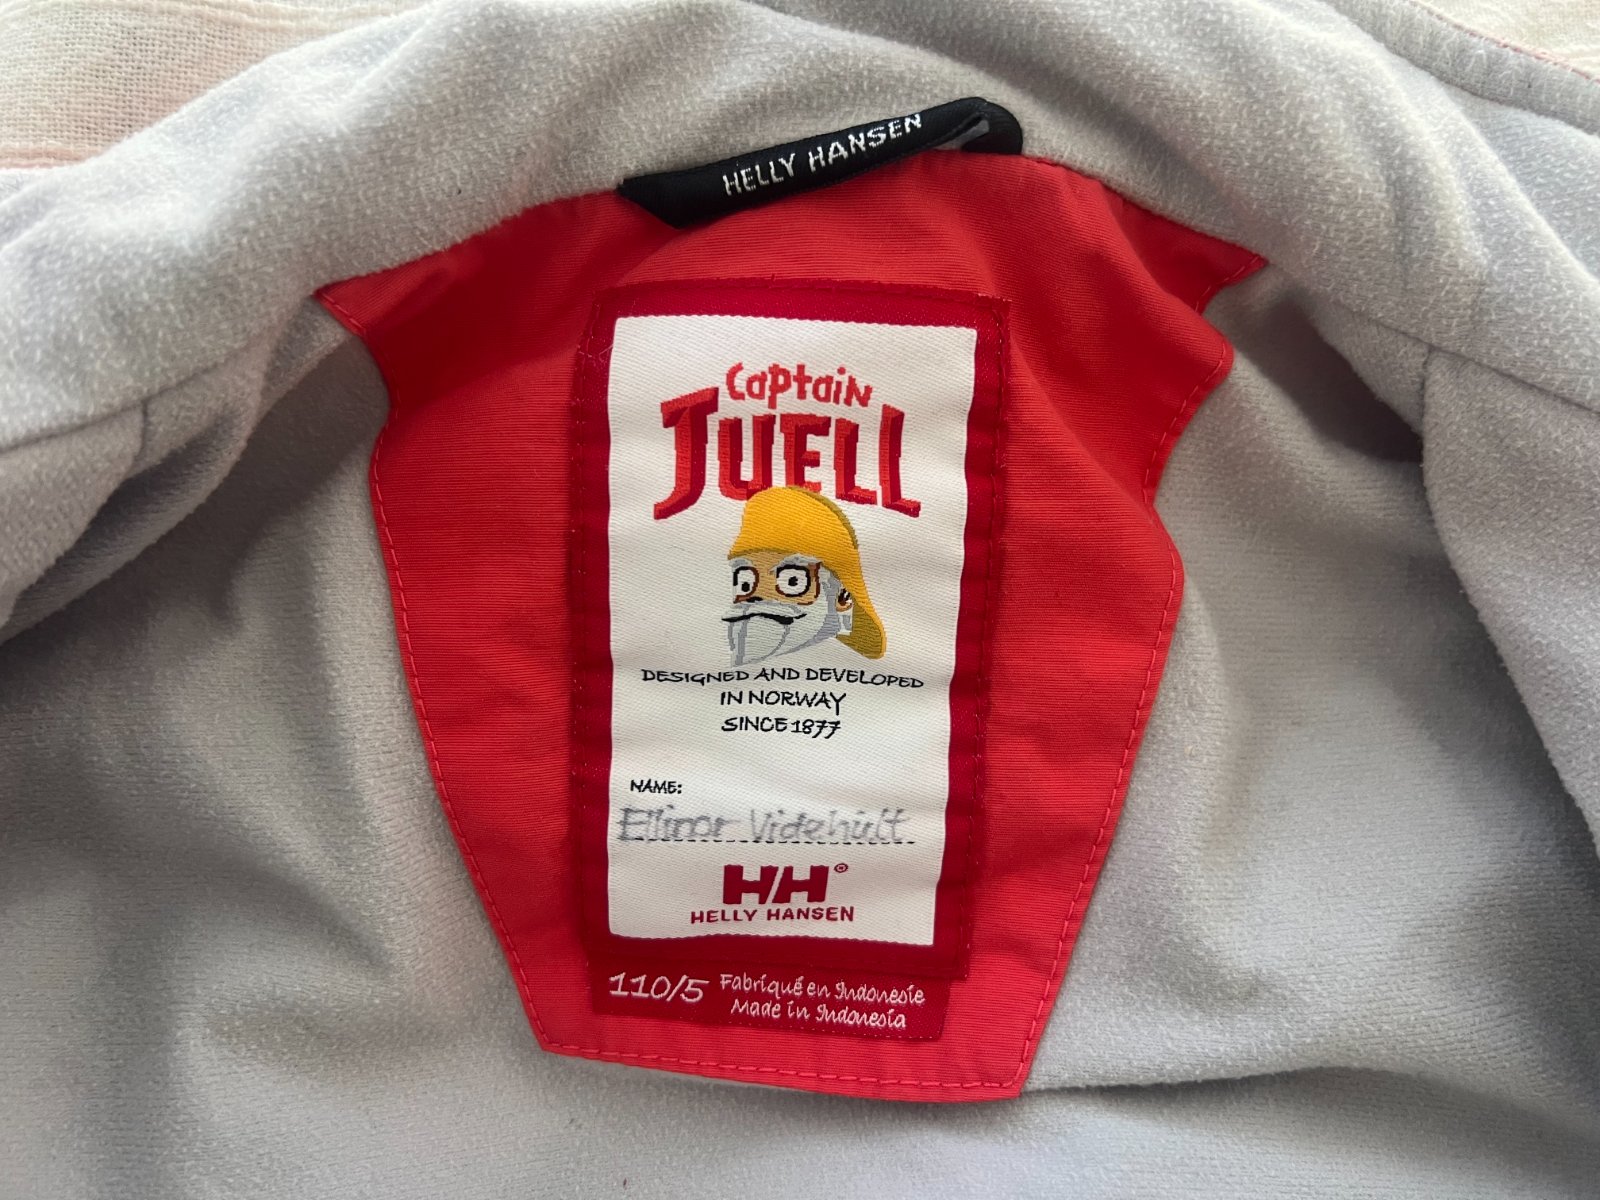 HELLY HANSEN
Captain
JUELL
DESIGNED AND DEVELOPED
IN NORWAY
SINCE 1877
NAME:
Ellinor Videhult
H/H®
HELLY HANSEN
110/5
Fabriqué en Indonesie
Made in Indonesia